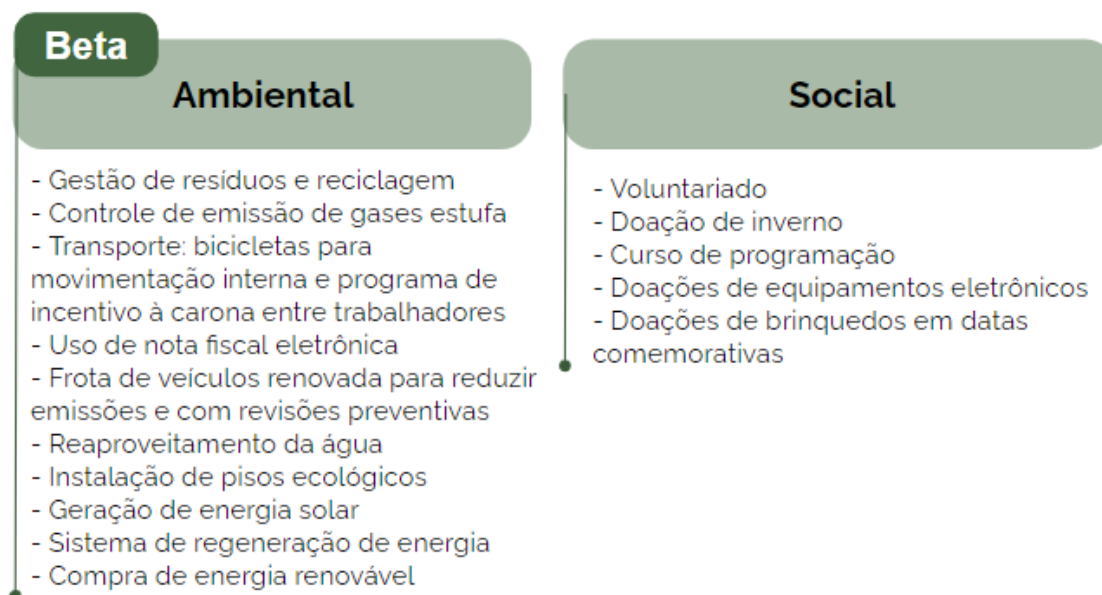 Beta
Ambiental
- Gestão de resíduos e reciclagem
- Controle de emissão de gases estufa
- Transporte: bicicletas para
movimentação interna e programa de
incentivo à carona entre trabalhadores
- Uso de nota fiscal eletrônica
- Frota de veículos renovada para reduzir
emissões e com revisões preventivas
- Reaproveitamento da água
- Instalação de pisos ecológicos
- Geração de energia solar
- Sistema de regeneração de energia
- Compra de energia renovável
Social
- Voluntariado
- Doação de inverno
- Curso de programação
- Doações de equipamentos eletrônicos
- Doações de brinquedos em datas
comemorativas